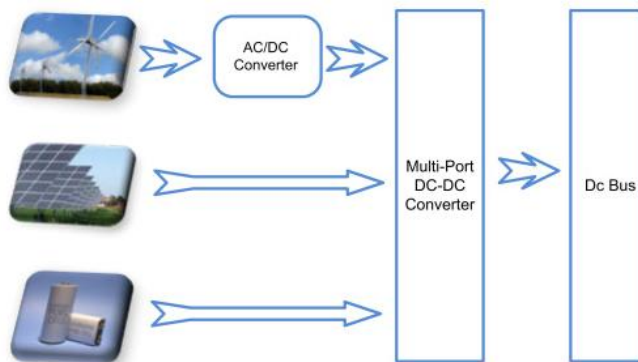 AC/DC
Converter
Multi-Port
DC-DC
Converter
Dc Bus